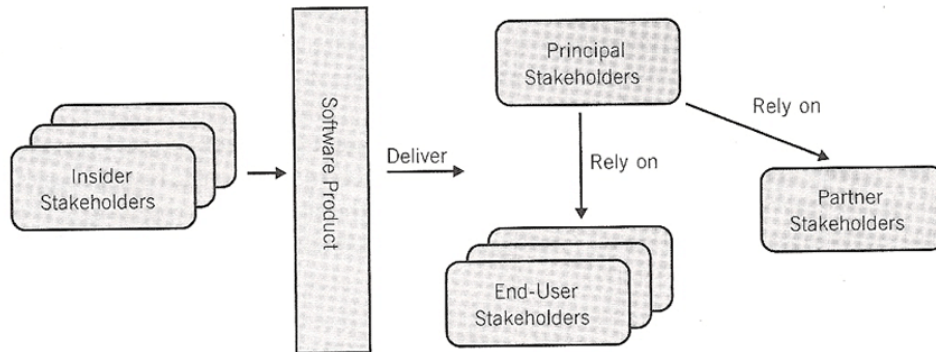 Principal
Stakeholders
Insider
Stakeholders
Software Product
Deliver
Rely on
Rely on
Partner
Stakeholders
End-User
Stakeholders